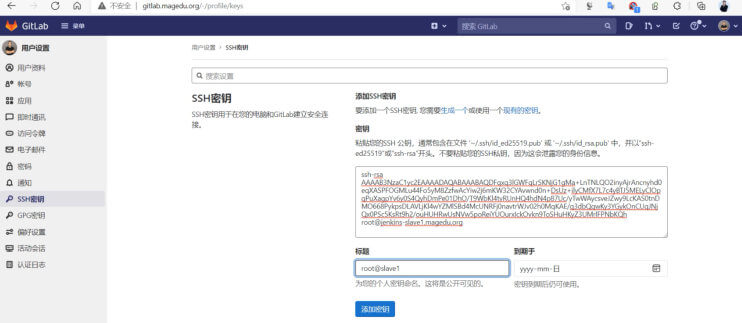 不安全 | gitlab.magedu.org/-/profile/keys
GitLab 菜单 搜索 GitLab
用户设置
用户资料
帐号
应用
即时通讯
访问令牌
电子邮件
密码
通知
SSH密钥
GPG密钥
偏好设置
活动会话
认证日志
用户设置 › SSH密钥
搜索设置
SSH密钥
SSH密钥用于在您的电脑和GitLab建立安全连
接。
添加SSH密钥
要添加一个SSH密钥, 您需要生成一个或使用一个现有的密钥。
密钥
粘贴您的SSH 公钥，通常包含在文件 '~/.ssh/id_ed25519.pub' 或 '~/.ssh/id_rsa.pub' 中，并以"ssh-
ed25519"或"ssh-rsa"开头。不要粘贴您的SSH私钥，因为这会泄露您的身份信息。
ssh-rsa
root@jenkins-slave1.magedu.org
标题
root@slave1
为您的个人密钥命名。这将是公开可见的。
到期于
yyyy-mm-日
密钥到期后仍可使用。
添加密钥